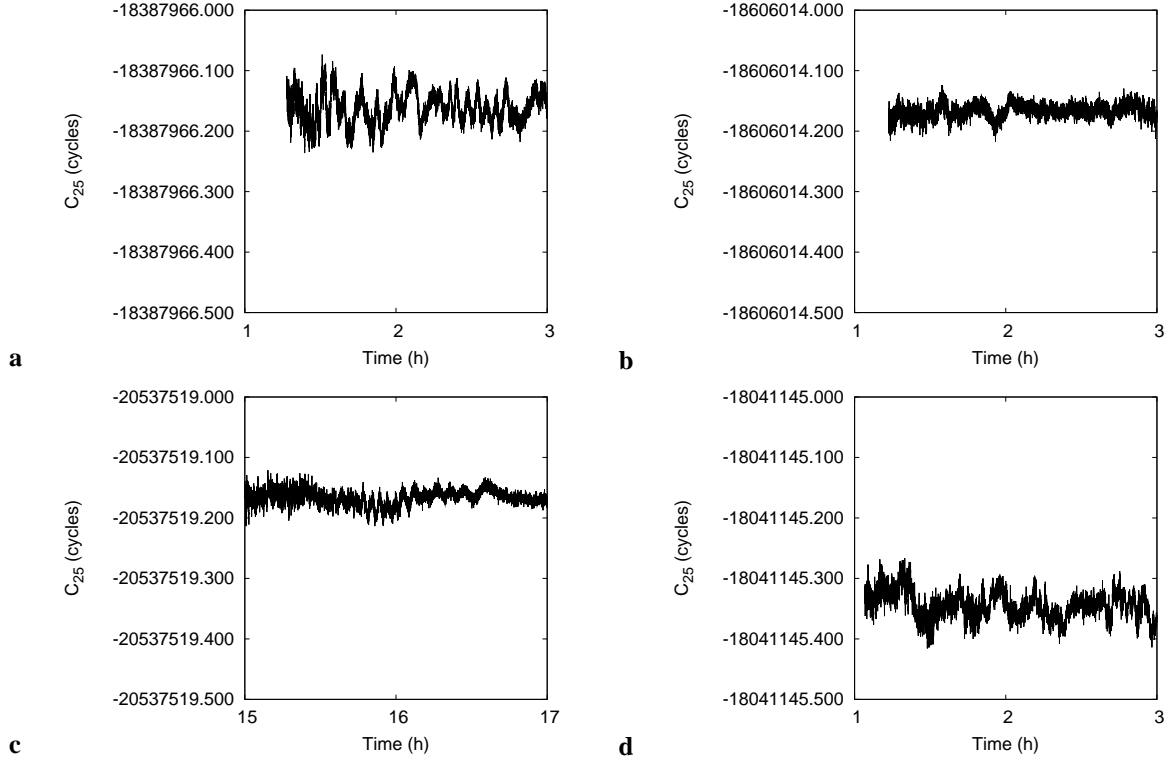 -18387966.000
-18387966.100
-18387966.200
-18387966.300
-18387966.400
-18387966.500
C25 (cycles)
1 2 3
Time (h)
a
-18606014.000
-18606014.100
-18606014.200
-18606014.300
-18606014.400
-18606014.500
C25 (cycles)
1 2 3
Time (h)
b
-20537519.000
-20537519.100
-20537519.200
-20537519.300
-20537519.400
-20537519.500
C25 (cycles)
15 16 17
Time (h)
c
-18041145.000
-18041145.100
-18041145.200
-18041145.300
-18041145.400
-18041145.500
C25 (cycles)
1 2 3
Time (h)
d